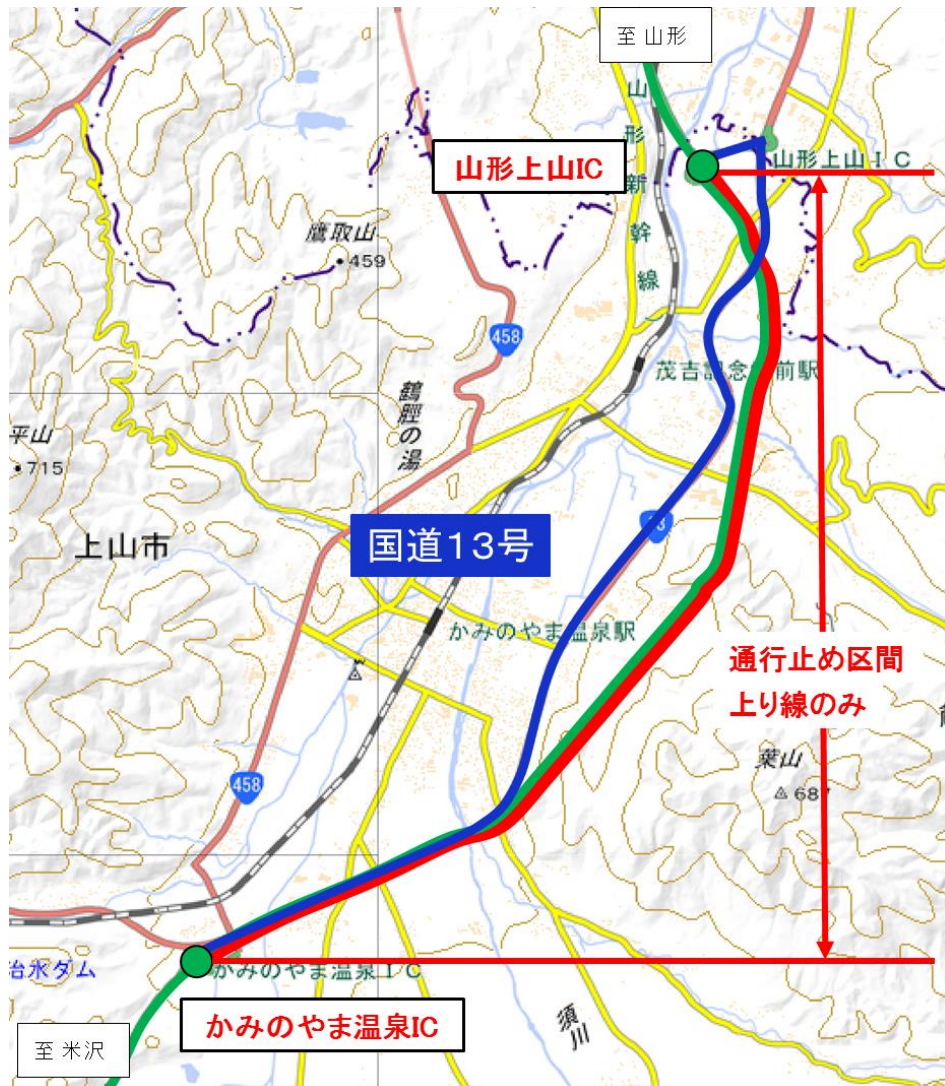 至 山形
山形新幹線
山形上山IC
山形上山IC
鷹取山
459
458
茂吉記念館前駅
鶴脛の湯
平山
715
上山市
国道13号
かみのやま温泉駅
通行止め区間
上り線のみ
葉山
687
458
かみのやま温泉IC
治水ダム
かみのやま温泉IC
須川
至 米沢